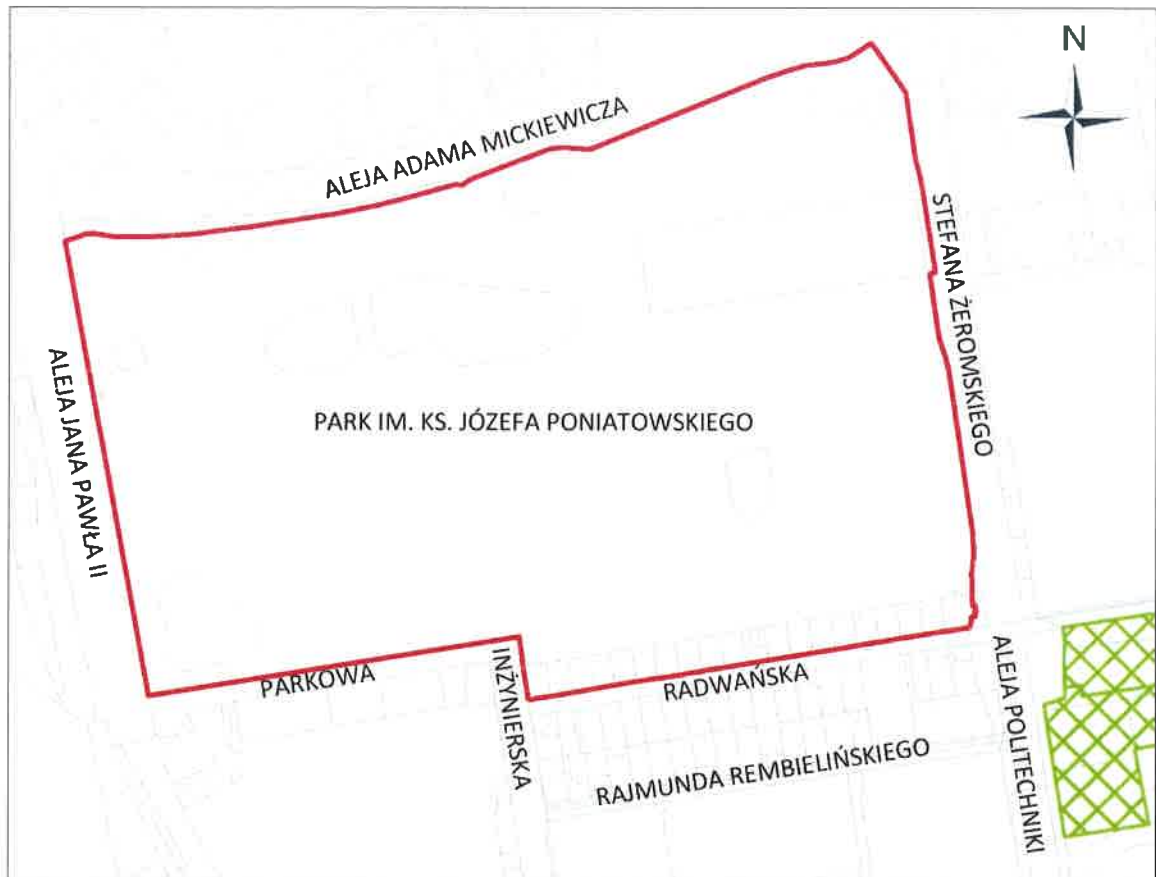 N
ALEJA ADAMA MICKIEWICZA
STEFANA ŻEROMSKIEGO
ALEJA JANA PAWŁA II
PARK IM. KS. JÓZEFA PONIATOWSKIEGO
PARKOWA
INŻYNIERSKA
RADWAŃSKA
ALEJA POLITECHNIKI
RAJMUNDA REMBIELIŃSKIEGO